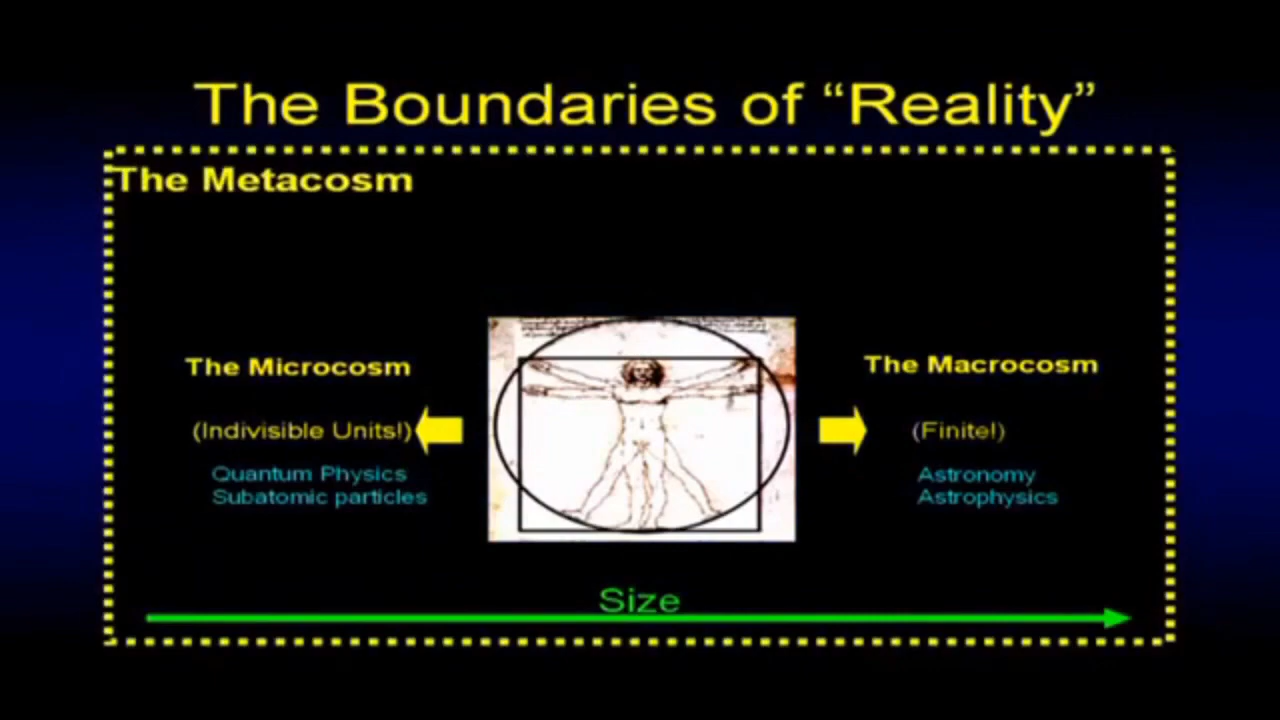 The Boundaries of “Reality”
The Metacosm
The Microcosm
(Indivisible Units!)
Quantum Physics
Subatomic particles
The Macrocosm
(Finite!)
Astronomy
Astrophysics
Size